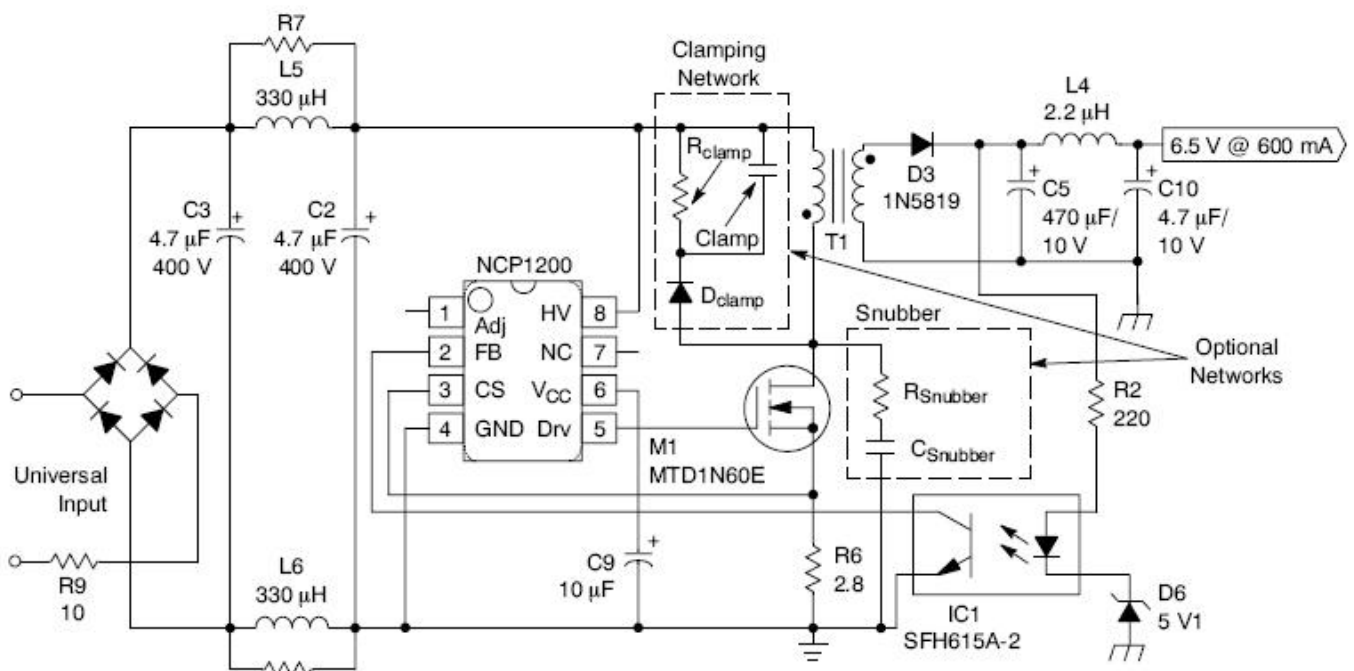 R7
L5
330 µH
Clamping
Network
L4
2.2 µH
6.5 V @ 600 mA
Rclamp
Clamp
D3
1N5819
T1
C5
470 µF/
10 V
C10
4.7 µF/
10 V
C3
4.7 µF
400 V
C2
4.7 µF
400 V
+
+
+
+
NCP1200
1
Adj
HV
8
2
FB
NC
7
3
CS
VCC
6
4
GND
Drv
5
Dclamp
Snubber
Optional
Networks
RSnubber
CSnubber
R2
220
M1
MTD1N60E
Universal
Input
R9
10
L6
330 µH
C9
10 µF
+
R6
2.8
IC1
SFH615A-2
D6
5 V1